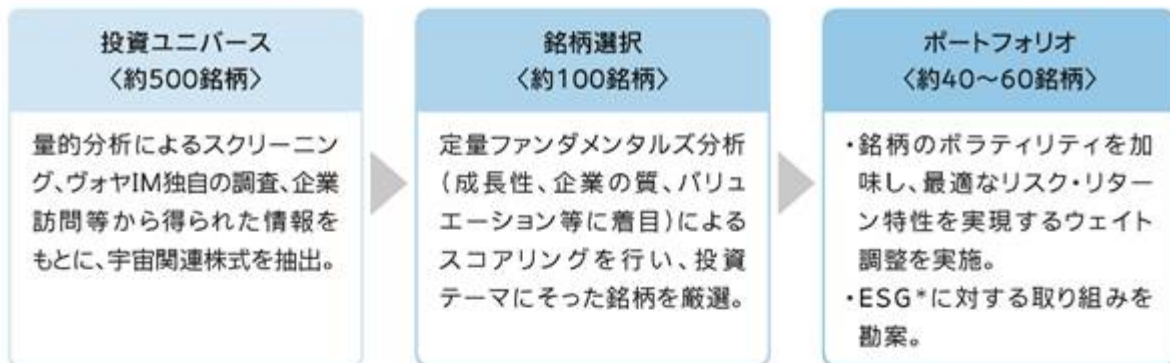 投資ユニバース
〈約500銘柄〉
量的分析によるスクリーニン
グ、ヴォヤIM独自の調査、企業
訪問等から得られた情報を
もとに、宇宙関連株式を抽出。
銘柄選択
〈約100銘柄〉
定量ファンダメンタルズ分析
(成長性、企業の質、バリュ
エーション等に着目)による
スコアリングを行い、投資
テーマにそった銘柄を厳選。
ポートフォリオ
〈約40～60銘柄〉
・銘柄のボラティリティを加
味し、最適なリスク・リター
ン特性を実現するウェイト
調整を実施。
・ESG*に対する取り組みを
勘案。